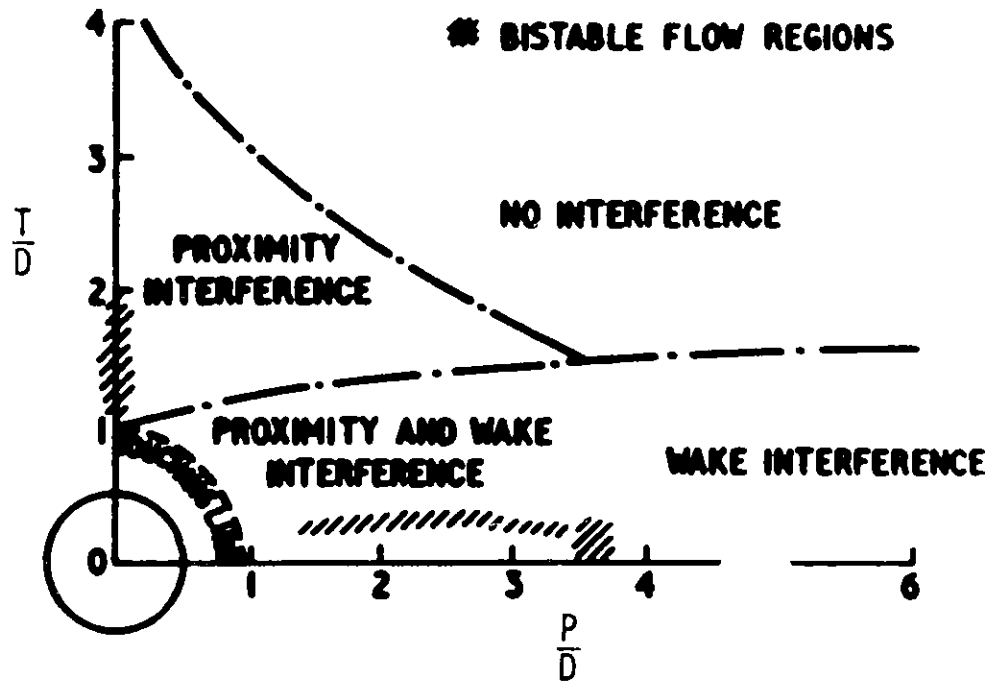 4
BISTABLE FLOW REGIONS
3
T
D
NO INTERFERENCE
PROXIMITY
INTERFERENCE
2
1
PROXIMITY AND WAKE
INTERFERENCE
WAKE INTERFERENCE
0
1 2 3 4 6
P
D